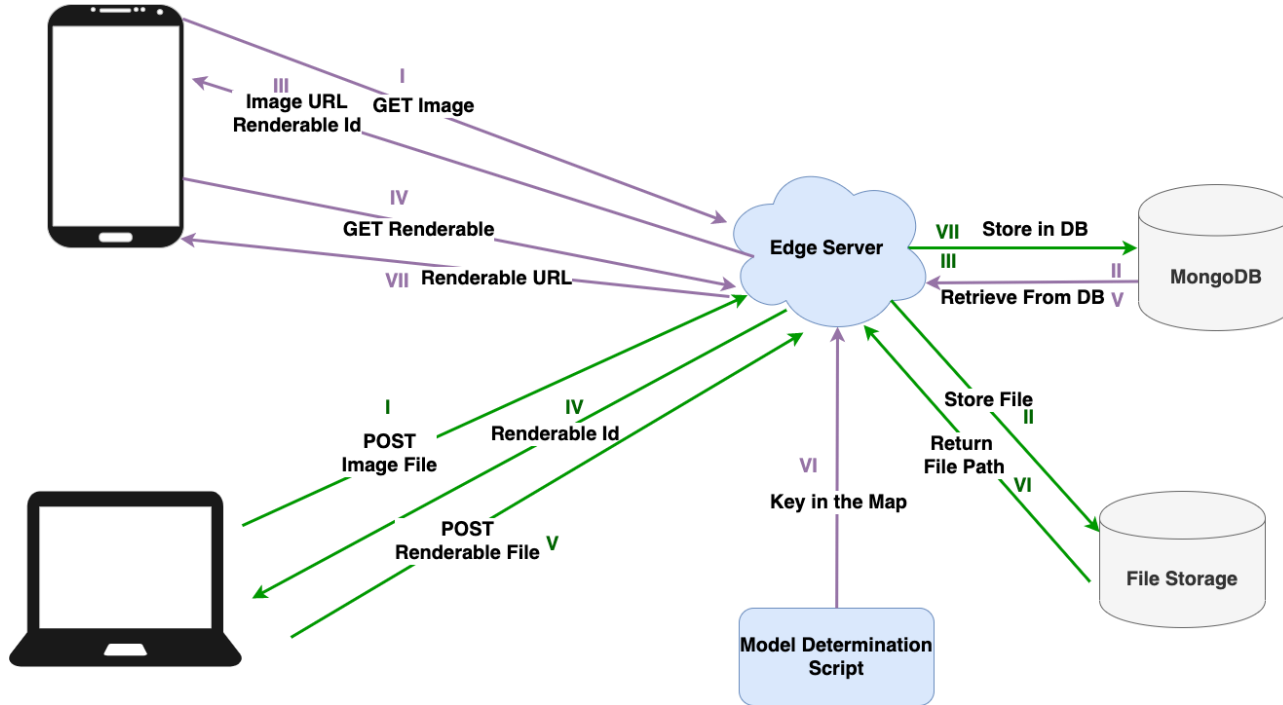 I
III
Image URL
GET Image
Renderable Id
IV
GET Renderable
VII
Renderable URL
Edge Server
VII
Store in DB
III
II
Retrieve From DB
V
MongoDB
I
POST
Image File
IV
Renderable Id
POST
Renderable File
V
VI
Key in the Map
Store File
II
Return
File Path
VI
File Storage
Model Determination
Script